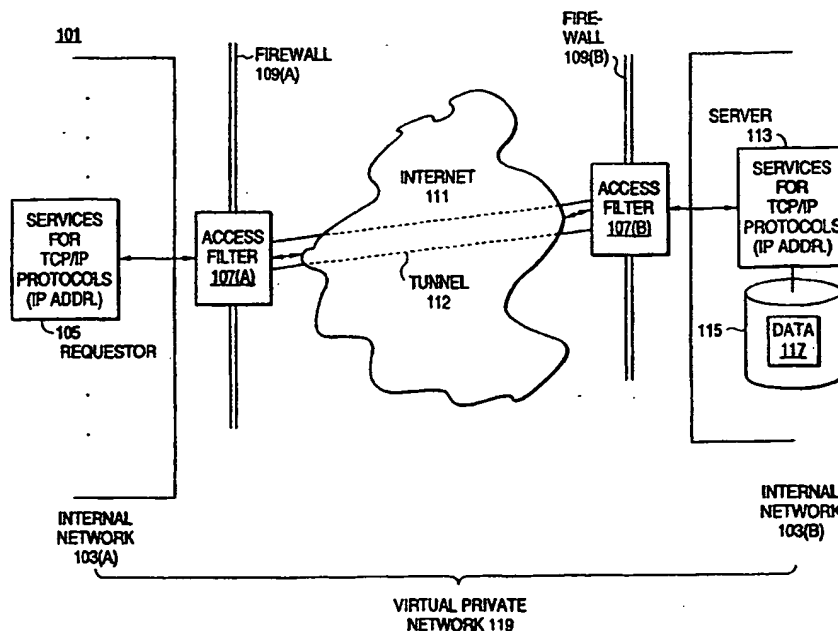 101
FIREWALL
109(A)
FIRE-
WALL
109(B)
SERVER
113
SERVICES
FOR
TCP/IP
PROTOCOLS
(IP ADDR.)
105
REQUESTOR
ACCESS
FILTER
107(A)
INTERNET
111
TUNNEL
112
ACCESS
FILTER
107(B)
SERVICES
FOR
TCP/IP
PROTOCOLS
(IP ADDR.)
115
DATA
117
INTERNAL
NETWORK
103(A)
INTERNAL
NETWORK
103(B)
VIRTUAL PRIVATE
NETWORK 119